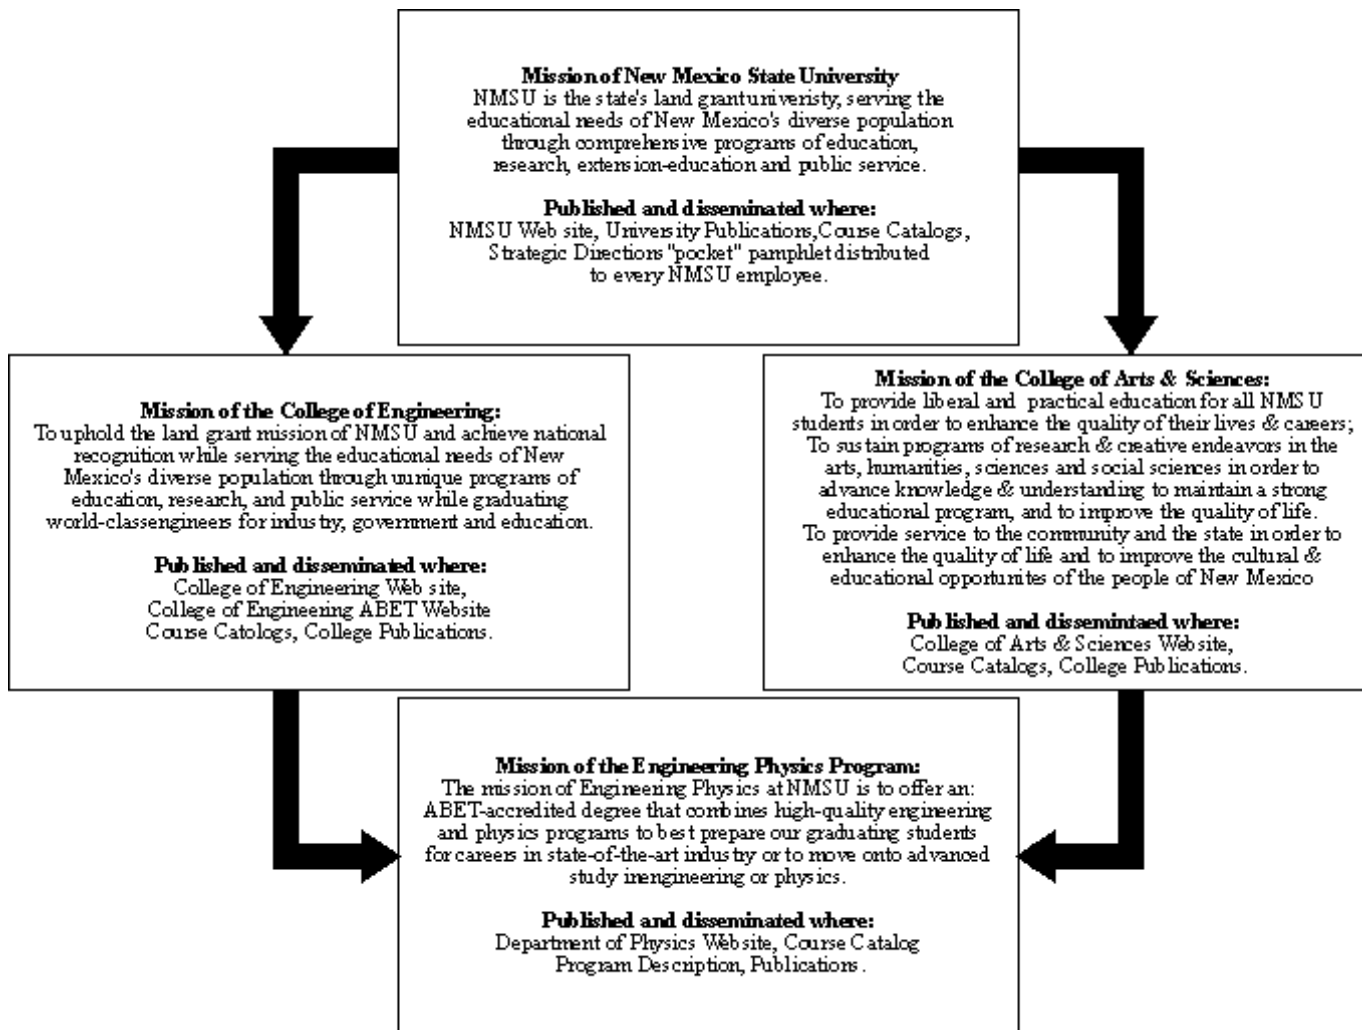 Mission of New Mexico State University
NMSU is the state's land grant univeristy, serving the
educational needs of New Mexico's diverse population
through comprehensive programs of education,
research, extension-education and public service.
Published and disseminated where:
NMSU Web site, University Publications,Course Catalogs,
Strategic Directions "pocket" pamphlet distributed
to every NMSU employee.
Mission of the College of Engineering:
To uphold the land grant mission of NMSU and achieve national
recognition while serving the educational needs of New
Mexico's diverse population through uunique programs of
education, research, and public service while graduating
world-classengineers for industry, government and education.
Published and disseminated where:
College of Engineering Web site,
College of Engineering ABET Website
Course Catologs, College Publications.
Mission of the College of Arts & Sciences:
To provide liberal and practical education for all NMSU
students in order to enhance the quality of their lives & careers;
To sustain programs of research & creative endeavors in the
arts, humanities, sciences and social sciences in order to
advance knowledge & understanding to maintain a strong
educational program, and to improve the quality of life.
To provide service to the community and the state in order to
enhance the quality of life and to improve the cultural &
educational opportunites of the people of New Mexico
Published and dissemintaed where:
College of Arts & Sciences Website,
Course Catalogs, College Publications.
Mission of the Engineering Physics Program:
The mission of Engineering Physics at NMSU is to offer an:
ABET-accredited degree that combines high-quality engineering
and physics programs to best prepare our graduating students
for careers in state-of-the-art industry or to move onto advanced
study inengineering or physics.
Published and disseminated where:
Department of Physics Website, Course Catalog
Program Description, Publications.